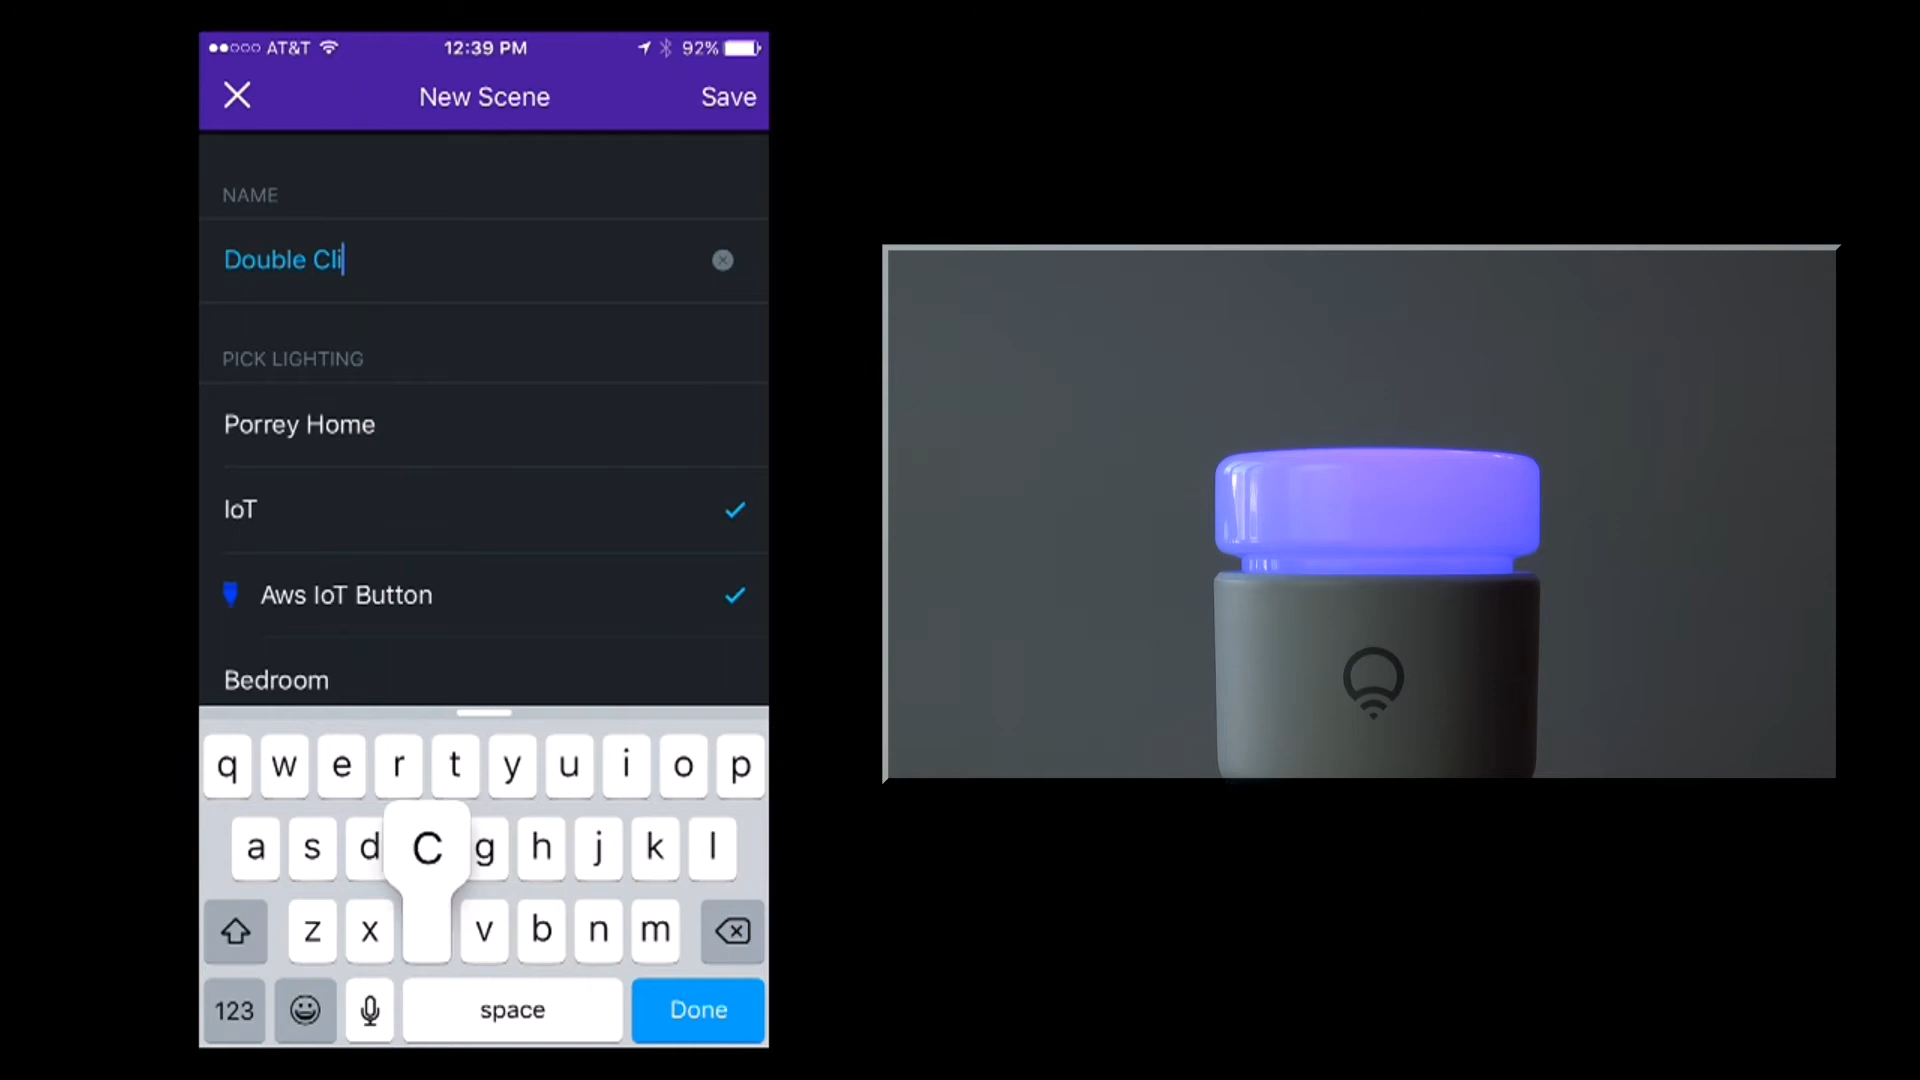 AT&T 12:39 PM 92%
New Scene Save
NAME
Double Cli
PICK LIGHTING
Porrey Home
IoT
Aws IoT Button
Bedroom
q w e r t y u i o p
a s d C g h j k l
z x v b n m
123 space Done